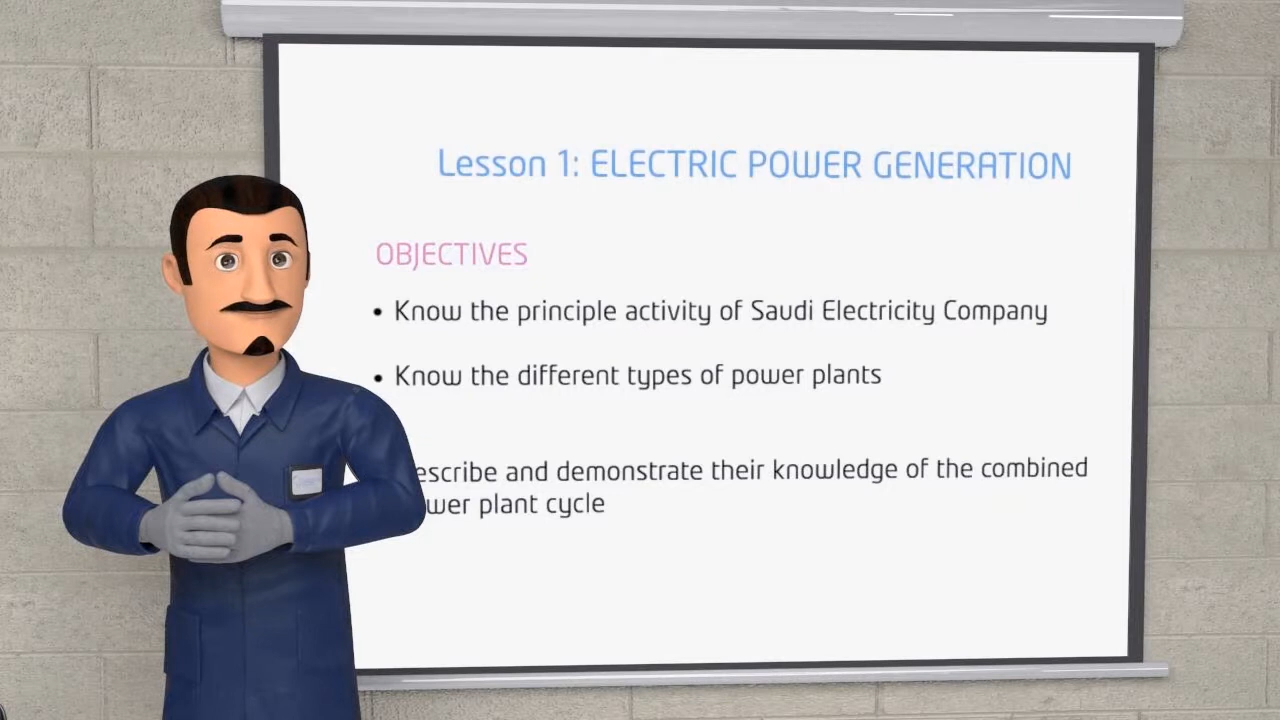 Lesson 1: ELECTRIC POWER GENERATION
OBJECTIVES
• Know the principle activity of Saudi Electricity Company
• Know the different types of power plants
and demonstrate their knowledge of the combined
plant cycle